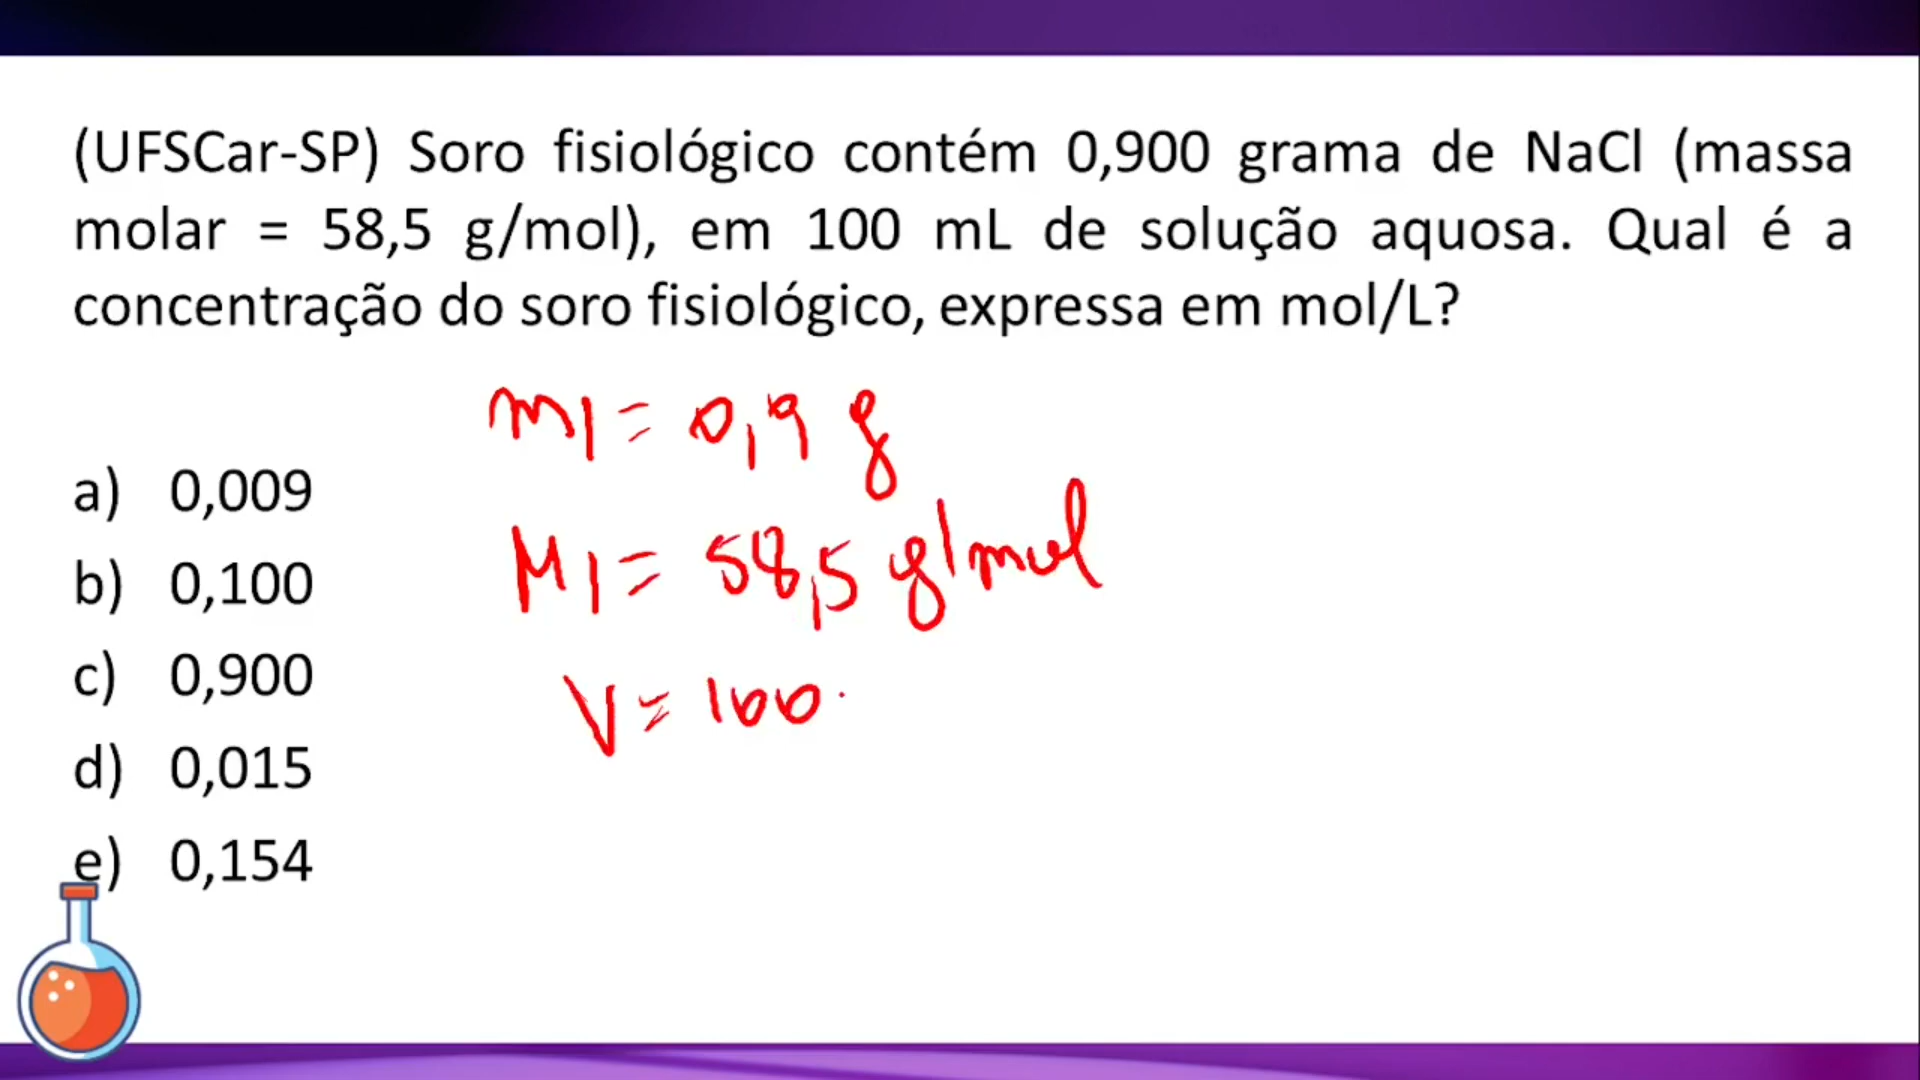 (UFSCar-SP) Soro fisiológico contém 0,900 grama de NaCl (massa
molar = 58,5 g/mol), em 100 mL de solução aquosa. Qual é a
concentração do soro fisiológico, expressa em mol/L?
m1 = 0,9 g
a) 0,009
M1 = 58,5 g/mol
b) 0,100
c) 0,900
V = 100
d) 0,015
e) 0,154